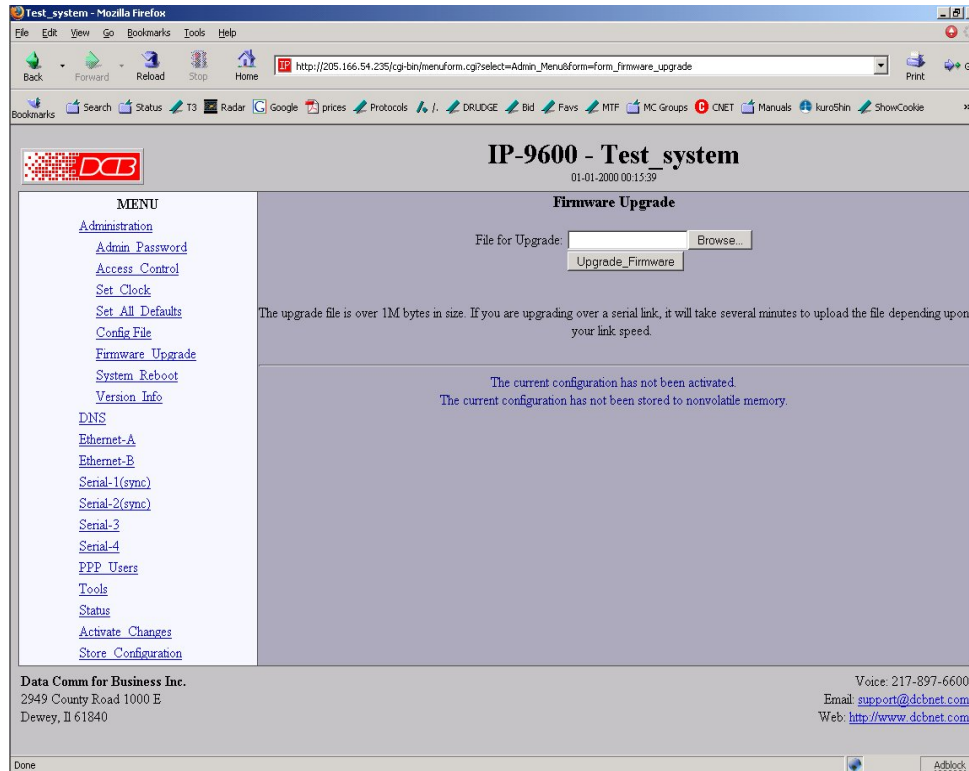 Test_system - Mozilla Firefox
File Edit View Go Bookmarks Tools Help
Back Forward Reload Stop Home IP http://205.166.54.235/cgi-bin/menuform.cgi?select=Admin_Menu&form=form_firmware_upgrade Print G
Bookmarks Search Status T3 Radar Google prices Protocols /. DRUDGE Bid Favs MTF MC Groups CNET Manuals kuro5hin ShowCookie »
DCB
IP-9600 - Test_system
01-01-2000 00:15:39
MENU
Administration
Admin Password
Access Control
Set Clock
Set All Defaults
Config File
Firmware Upgrade
System Reboot
Version Info
DNS
Ethernet-A
Ethernet-B
Serial-1(sync)
Serial-2(sync)
Serial-3
Serial-4
PPP Users
Tools
Status
Activate Changes
Store Configuration
Firmware Upgrade
File for Upgrade: Browse...
Upgrade_Firmware
The upgrade file is over 1M bytes in size. If you are upgrading over a serial link, it will take several minutes to upload the file depending upon
your link speed.
The current configuration has not been activated.
The current configuration has not been stored to nonvolatile memory.
Data Comm for Business Inc.
2949 County Road 1000 E
Dewey, Il 61840
Voice: 217-897-6600
Email: support@dcbnet.com
Web: http://www.dcbnet.com
Done Adblock